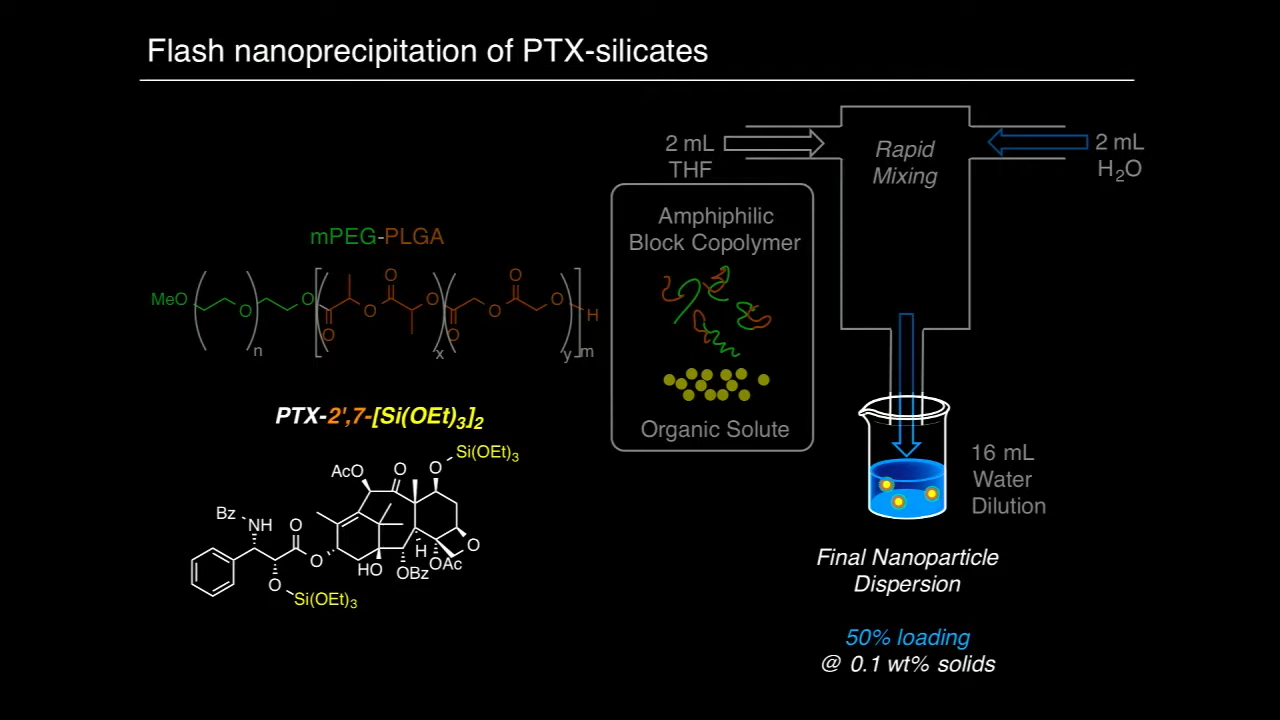 Flash nanoprecipitation of PTX-silicates
2 mL
THF
Rapid
Mixing
2 mL
H2O
Amphiphilic
Block Copolymer
Organic Solute
mPEG-PLGA
MeO
O
n
O
O
O
O
O
x
O
O
O
O
y
m
H
PTX-2',7-[Si(OEt)3]2
AcO
O
O
Si(OEt)3
Bz
NH
O
O
O
Si(OEt)3
HO
OBz
H
OAc
O
16 mL
Water
Dilution
Final Nanoparticle
Dispersion
50% loading
@ 0.1 wt% solids